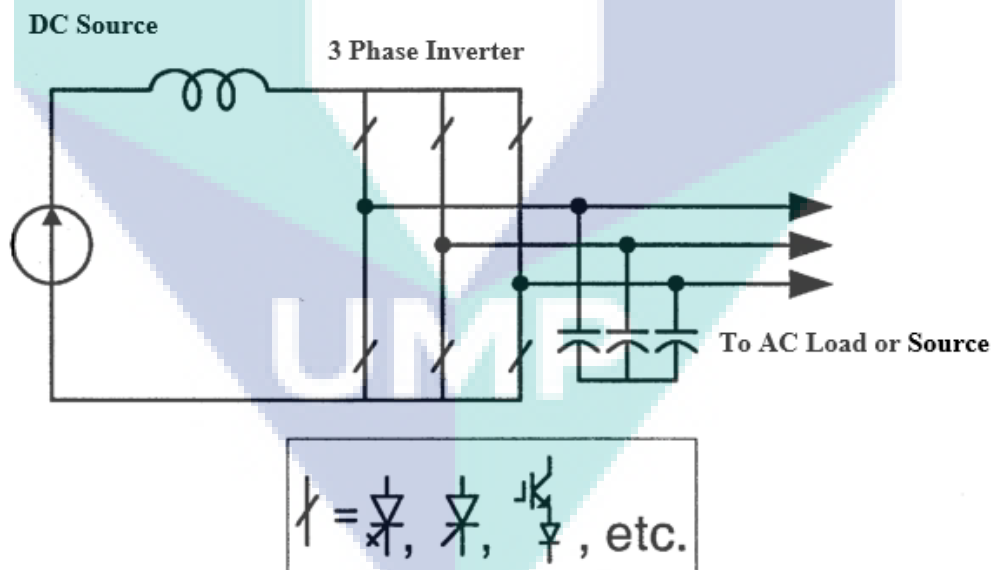 DC Source
3 Phase Inverter
UMP
To AC Load or Source
= , , , etc.